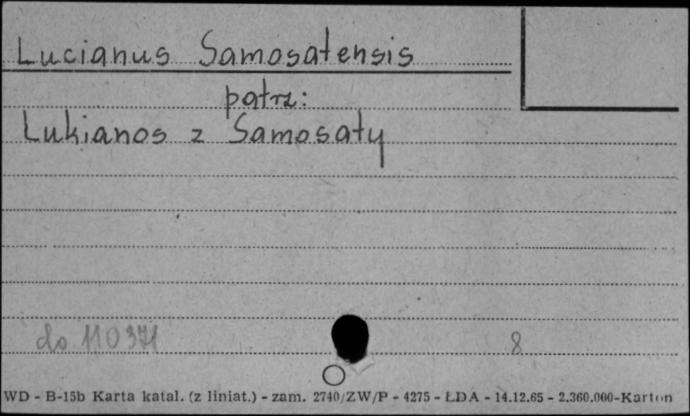 Lucianus Samosatensis
patrz:
Lukianos z Samosaty
do 110371 8
WD - B-15b Karta katal. (z liniat.) - zam. 2740/ZW/P - 4275 - ŁDA - 14.12.65 - 2.360.000-Karton